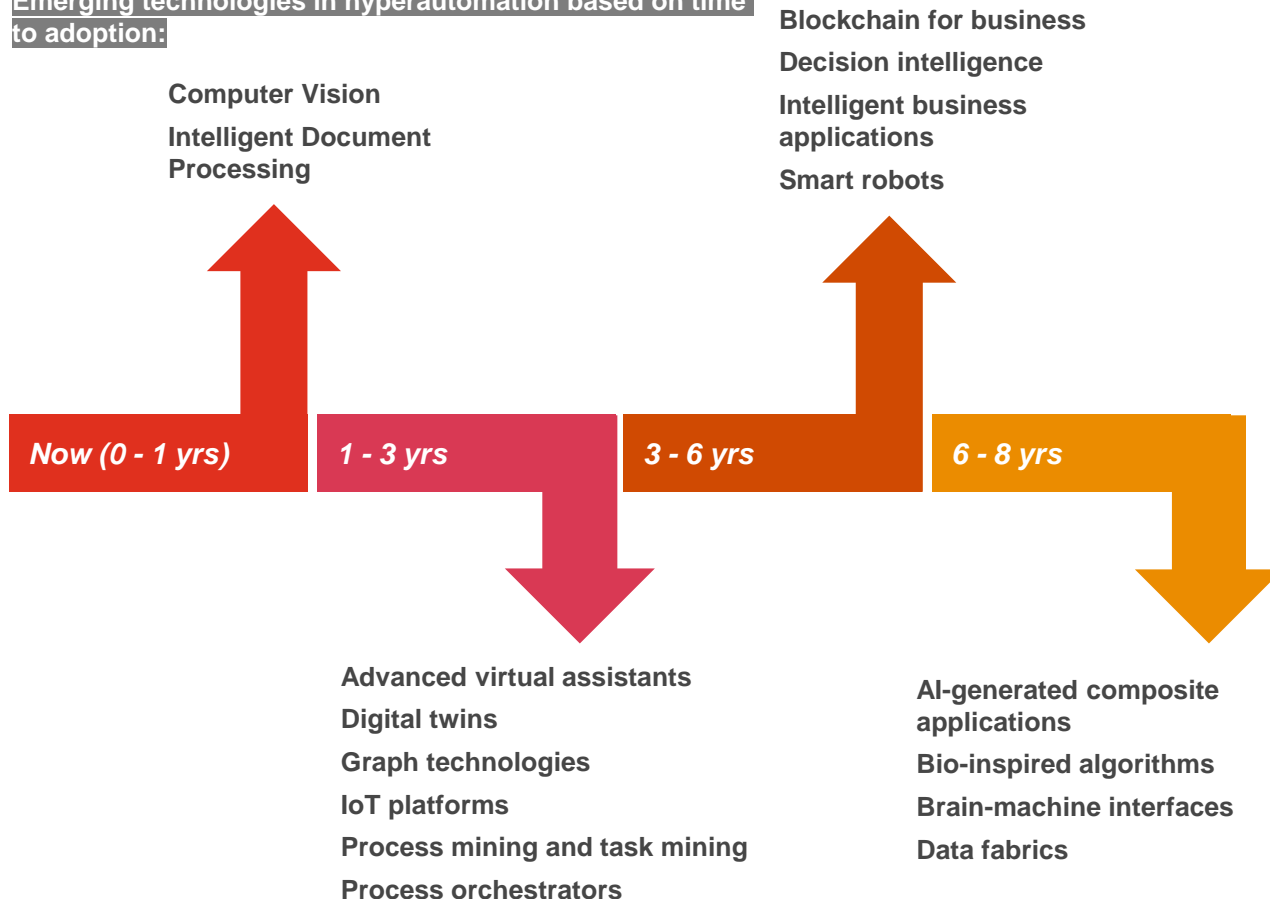 Emerging technologies in hyperautomation based on time
to adoption:
Computer Vision
Intelligent Document
Processing
Blockchain for business
Decision intelligence
Intelligent business
applications
Smart robots
Now (0 - 1 yrs)
1 - 3 yrs
3 - 6 yrs
6 - 8 yrs
Advanced virtual assistants
Digital twins
Graph technologies
IoT platforms
Process mining and task mining
Process orchestrators
AI-generated composite
applications
Bio-inspired algorithms
Brain-machine interfaces
Data fabrics